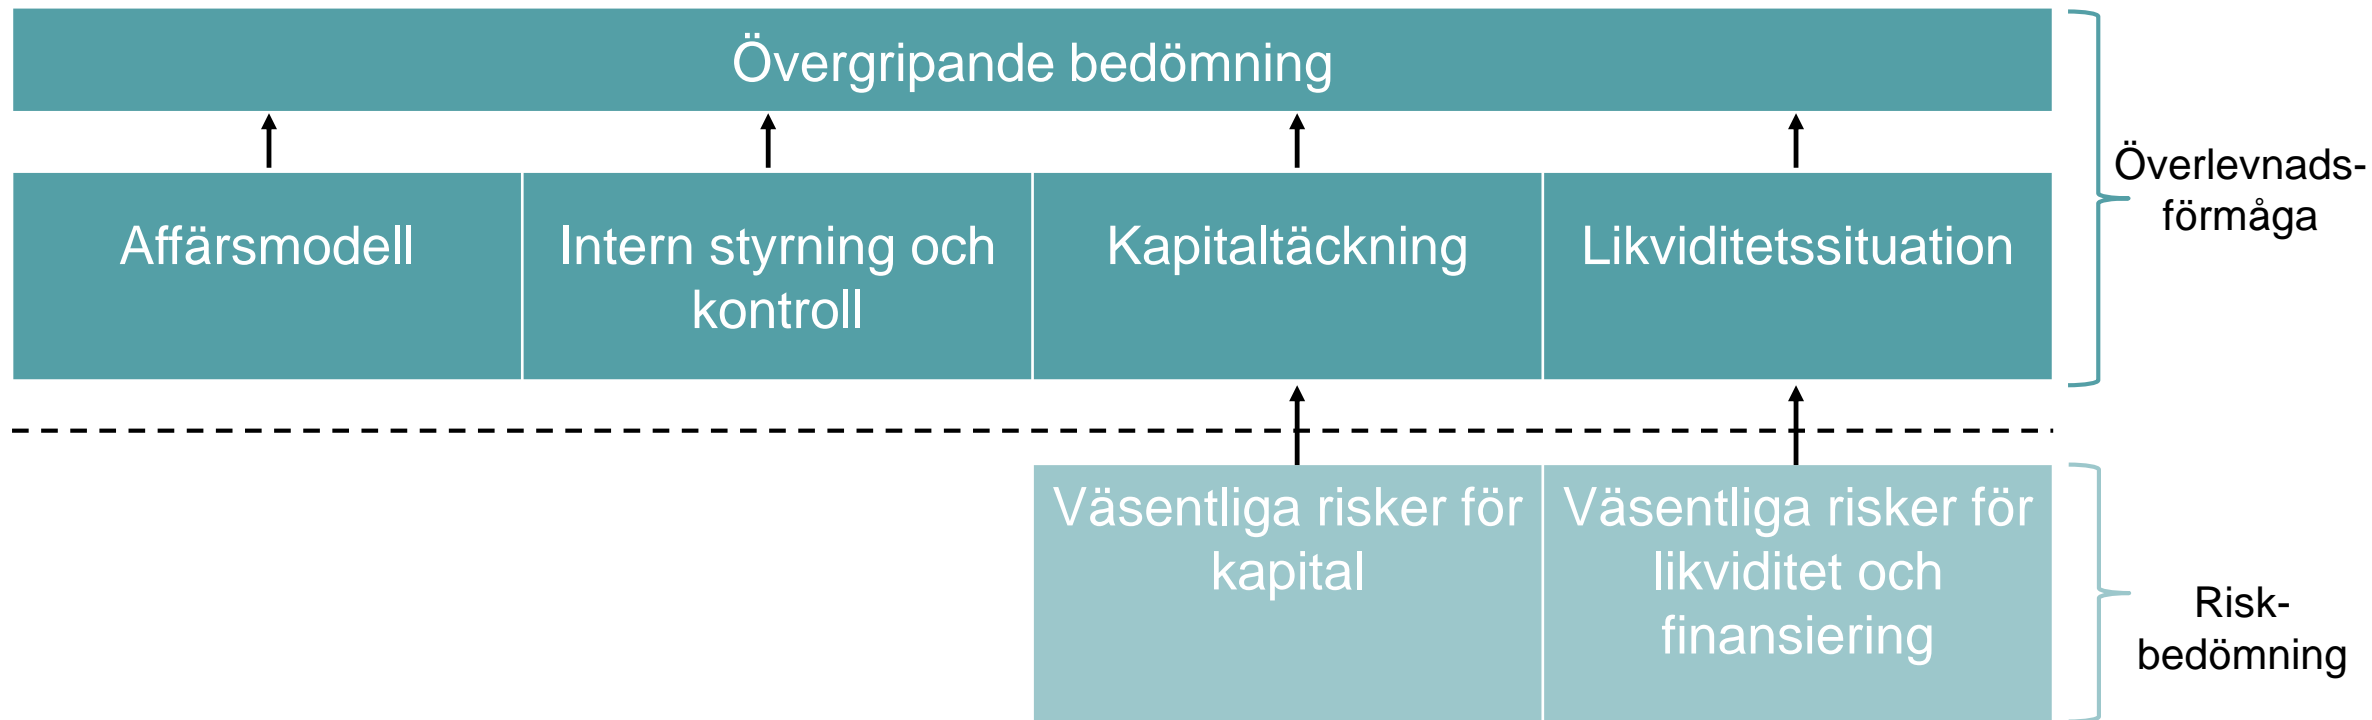 Övergripande bedömning
Affärsmodell
Intern styrning och
kontroll
Kapitaltäckning
Likviditetssituation
Överlevnads-
förmåga
Väsentliga risker för
kapital
Väsentliga risker för
likviditet och
finansiering
Risk-
bedömning